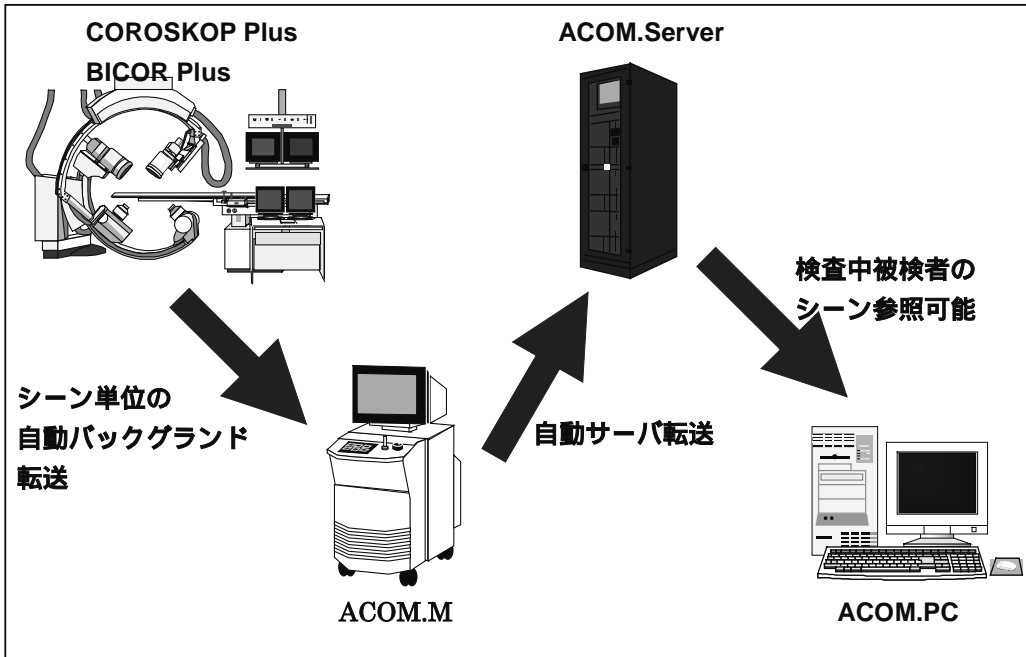 COROSKOP Plus
BICOR Plus
ACOM.Server
検査中被検者の
シーン参照可能
シーン単位の
自動バックグランド
転送
自動サーバ転送
ACOM.M
ACOM.PC